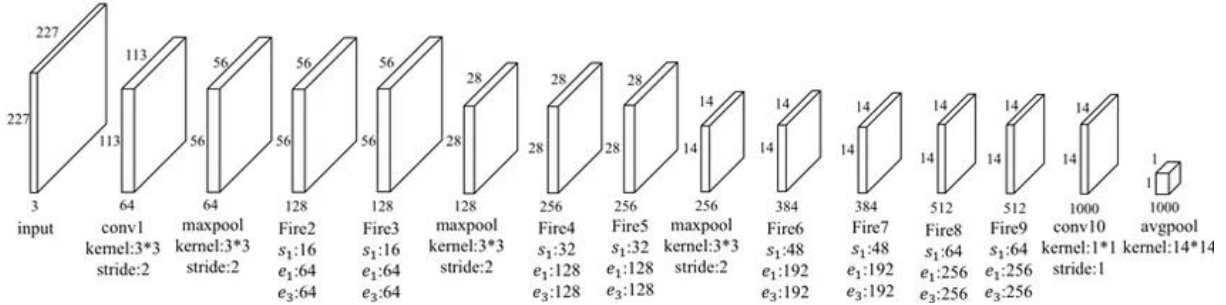 227
227
3
input
113
113
64
conv1
kernel:3*3
stride:2
56
56
64
maxpool
kernel:3*3
stride:2
56
56
128
Fire2
s₁:16
e₁:64
e₃:64
56
56
128
Fire3
s₁:16
e₁:64
e₃:64
28
28
128
maxpool
kernel:3*3
stride:2
28
28
256
Fire4
s₁:32
e₁:128
e₃:128
28
28
256
Fire5
s₁:32
e₁:128
e₃:128
14
14
256
maxpool
kernel:3*3
stride:2
14
14
384
Fire6
s₁:48
e₁:192
e₃:192
14
14
384
Fire7
s₁:48
e₁:192
e₃:192
14
14
512
Fire8
s₁:64
e₁:256
e₃:256
14
14
512
Fire9
s₁:64
e₁:256
e₃:256
14
14
1000
conv10
kernel:1*1
stride:1
1
1
1000
avgpool
kernel:14*14